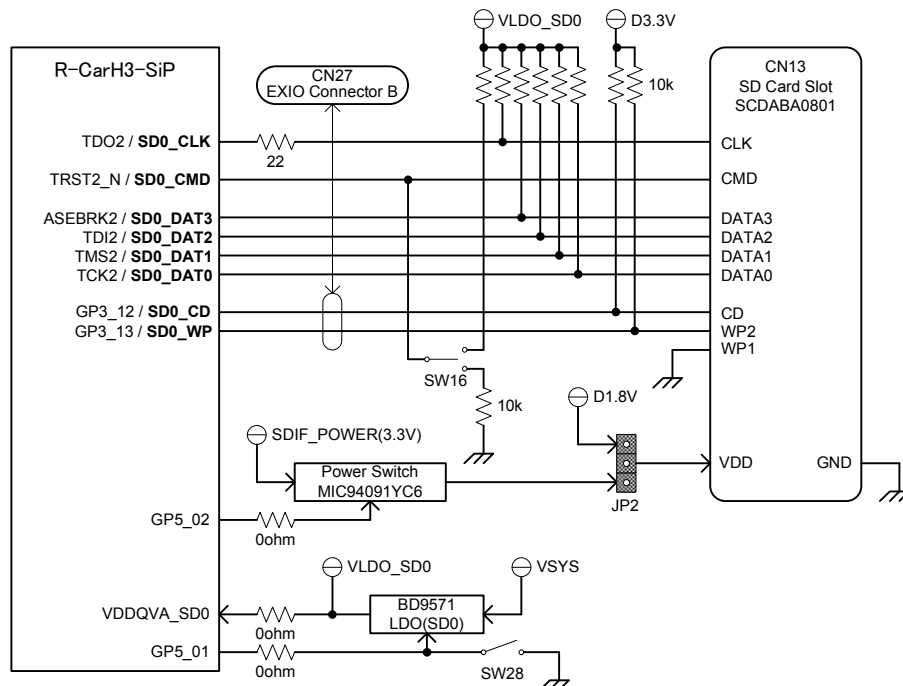 VLDO_SD0
D3.3V
R-CarH3-SiP
CN27
EXIO Connector B
10k
CN13
SD Card Slot
SCDABA0801
TDO2 / SD0_CLK
22
CLK
TRST2_N / SD0_CMD
CMD
ASEBRK2 / SD0_DAT3
DATA3
TDI2 / SD0_DAT2
DATA2
TMS2 / SD0_DAT1
DATA1
TCK2 / SD0_DAT0
DATA0
GP3_12 / SD0_CD
CD
GP3_13 / SD0_WP
WP2
WP1
SW16
10k
D1.8V
SDIF_POWER(3.3V)
Power Switch
MIC94091YC6
VDD
GND
JP2
GP5_02
0ohm
VLDO_SD0
VSYS
BD9571
LDO(SD0)
VDDQVA_SD0
0ohm
GP5_01
0ohm
SW28